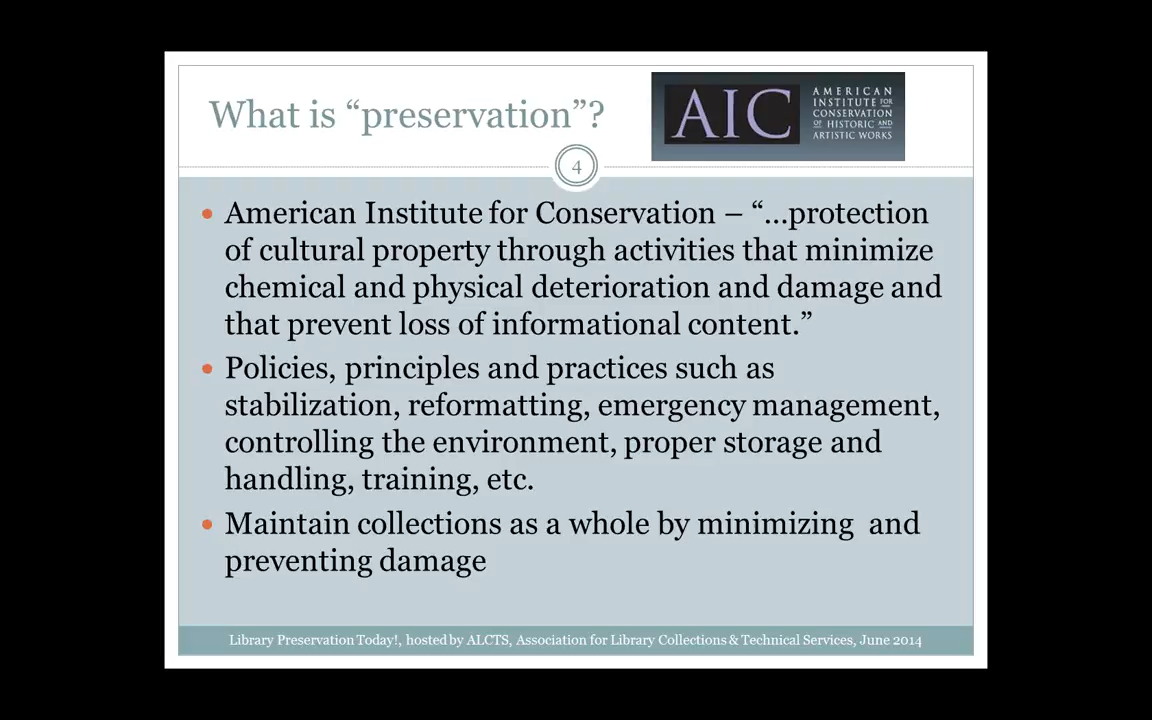 What is “preservation”?
AIC
AMERICAN
INSTITUTE FOR
CONSERVATION
OF HISTORIC AND
ARTISTIC WORKS
4
• American Institute for Conservation – “…protection
of cultural property through activities that minimize
chemical and physical deterioration and damage and
that prevent loss of informational content.”
• Policies, principles and practices such as
stabilization, reformatting, emergency management,
controlling the environment, proper storage and
handling, training, etc.
• Maintain collections as a whole by minimizing  and
preventing damage
Library Preservation Today!, hosted by ALCTS, Association for Library Collections & Technical Services, June 2014